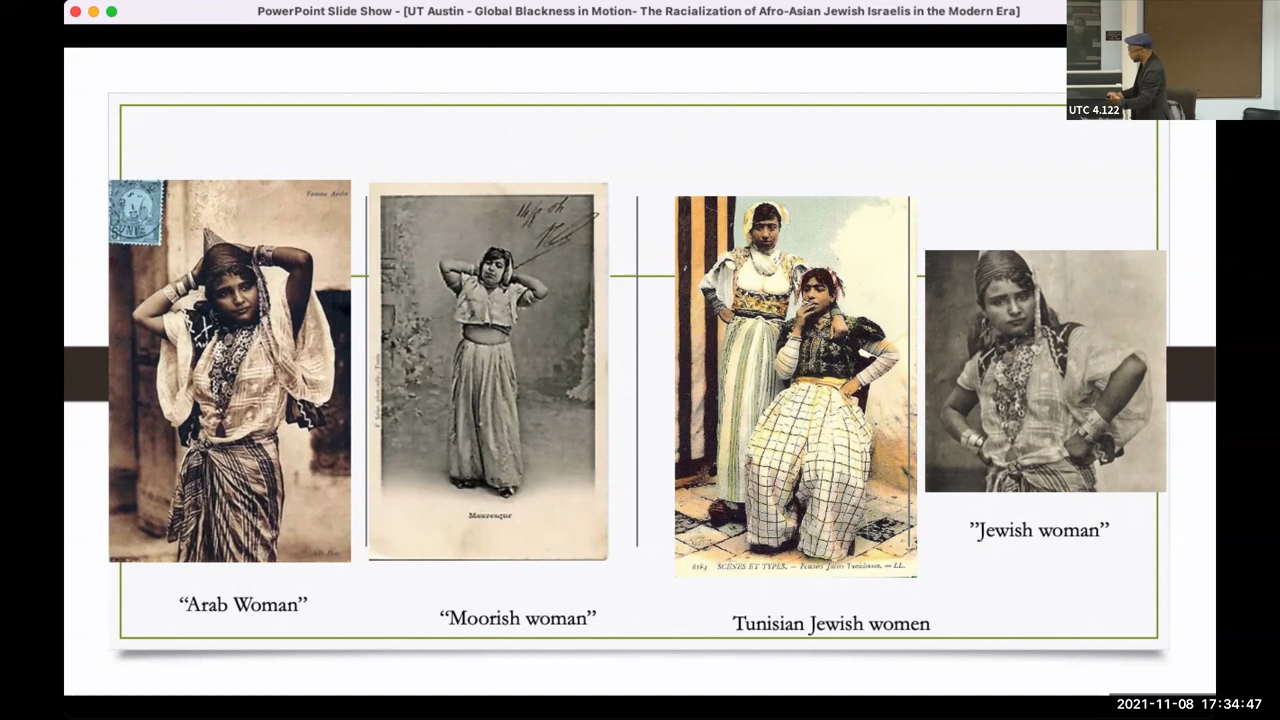 PowerPoint Slide Show - [UT Austin - Global Blackness in Motion- The Racialization of Afro-Asian Jewish Israelis in the Modern Era]
UTC 4.122
Femme Arabe
Mauresque
6184 SCÈNES ET TYPES. — Femmes Juives Tunisiennes. — LL.
”Jewish woman”
“Arab Woman”
“Moorish woman”
Tunisian Jewish women
2021-11-08 17:34:47